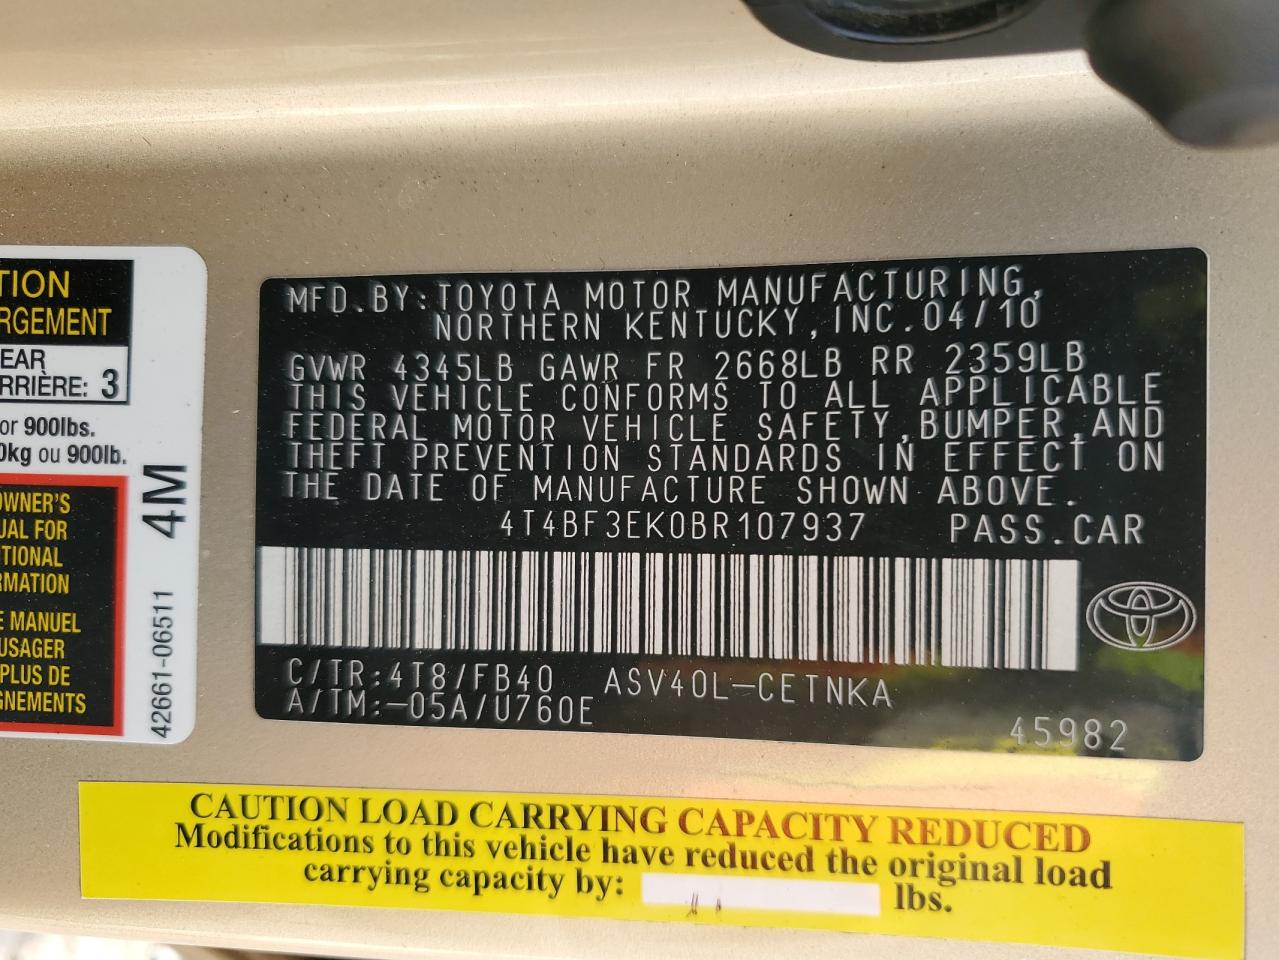 TION
RGEMENT
EAR
RRIÈRE: 3
or 900lbs.
0kg ou 900lb.
OWNER'S
UAL FOR
TIONAL
RMATION
E MANUEL
USAGER
PLUS DE
GNEMENTS
4M
42661-06511
MFD.BY:TOYOTA MOTOR MANUFACTURING,
NORTHERN KENTUCKY,INC.04/10
GVWR 4345LB GAWR FR 2668LB RR 2359LB
THIS VEHICLE CONFORMS TO ALL APPLICABLE
FEDERAL MOTOR VEHICLE SAFETY,BUMPER,AND
THEFT PREVENTION STANDARDS IN EFFECT ON
THE DATE OF MANUFACTURE SHOWN ABOVE.
4T4BF3EK0BR107937 PASS.CAR
C/TR:4T8/FB40 ASV40L-CETNKA
A/TM:-05A/U760E
45982
CAUTION LOAD CARRYING CAPACITY REDUCED
Modifications to this vehicle have reduced the original load
carrying capacity by: lbs.